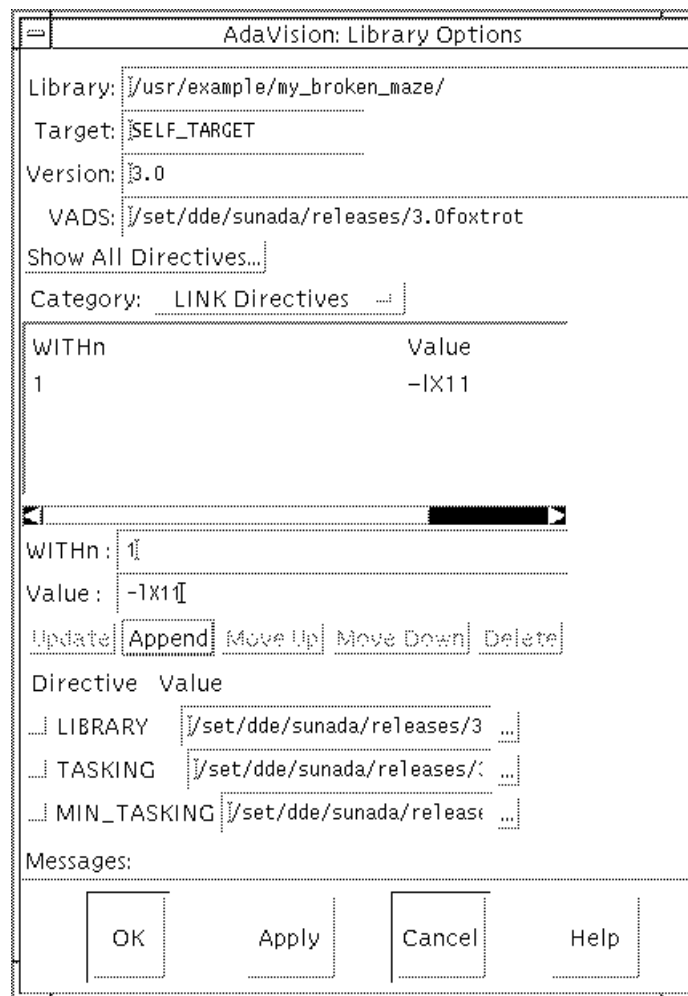 AdaVision: Library Options
Library: /usr/example/my_broken_maze/
Target: SELF_TARGET
Version: 3.0
VADS: /set/dde/sunada/releases/3.0foxtrot
Show All Directives...
Category: LINK Directives
WITHn Value
1 -lX11
WITHn : 1
Value : -lX11
Update Append Move Up Move Down Delete
Directive Value
LIBRARY /set/dde/sunada/releases/3 ...
TASKING /set/dde/sunada/releases/ ...
MIN_TASKING /set/dde/sunada/release ...
Messages:
OK Apply Cancel Help